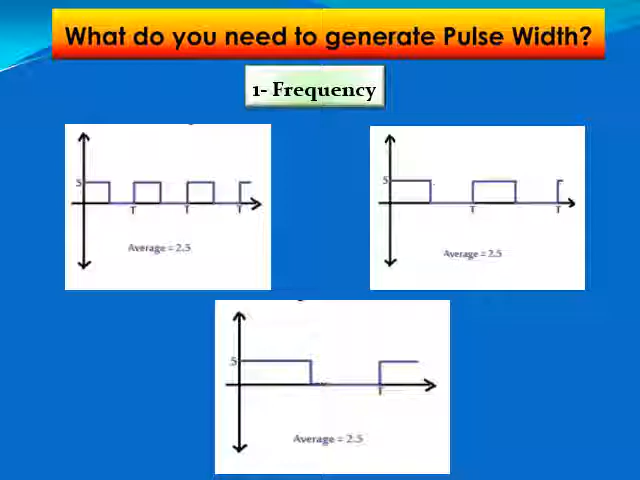 What do you need to generate Pulse Width?
1- Frequency
5
T
T
T
Average = 2.5
5
T
T
Average = 2.5
5
T
Average = 2.5